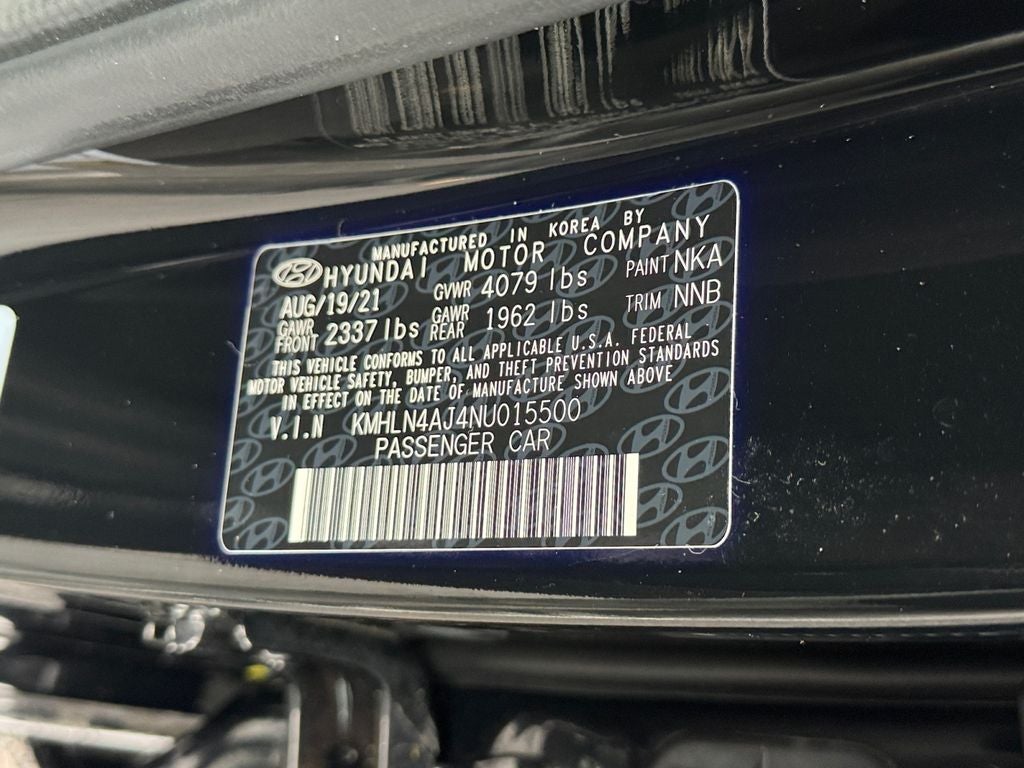 MANUFACTURED IN KOREA BY
HYUNDAI MOTOR COMPANY
AUG/19/21 GVWR 4079 lbs PAINT NKA
GAWR FRONT 2337 lbs GAWR REAR 1962 lbs TRIM NNB
THIS VEHICLE CONFORMS TO ALL APPLICABLE U.S.A. FEDERAL
MOTOR VEHICLE SAFETY, BUMPER, AND THEFT PREVENTION STANDARDS
IN EFFECT ON THE DATE OF MANUFACTURE SHOWN ABOVE
V.I.N KMHLN4AJ4NU015500
PASSENGER CAR